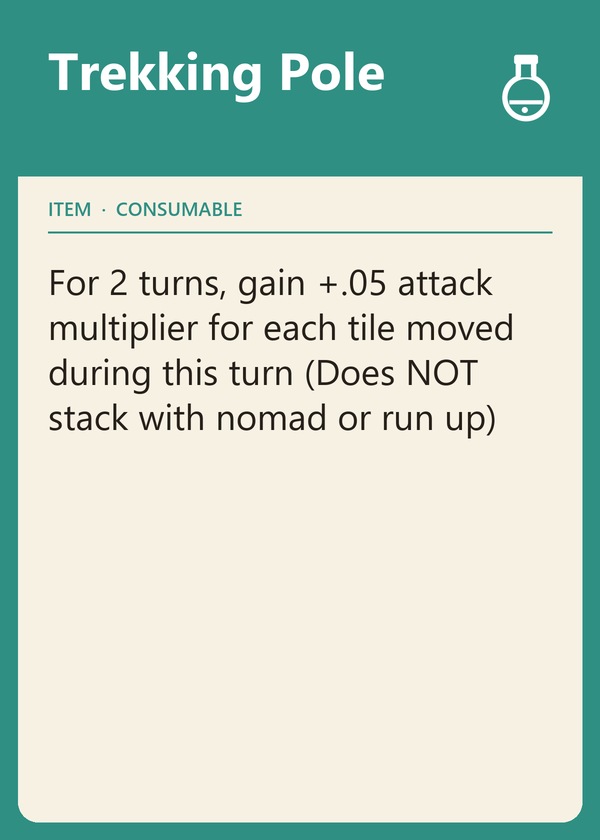 Trekking Pole
ITEM · CONSUMABLE
For 2 turns, gain +.05 attack
multiplier for each tile moved
during this turn (Does NOT
stack with nomad or run up)